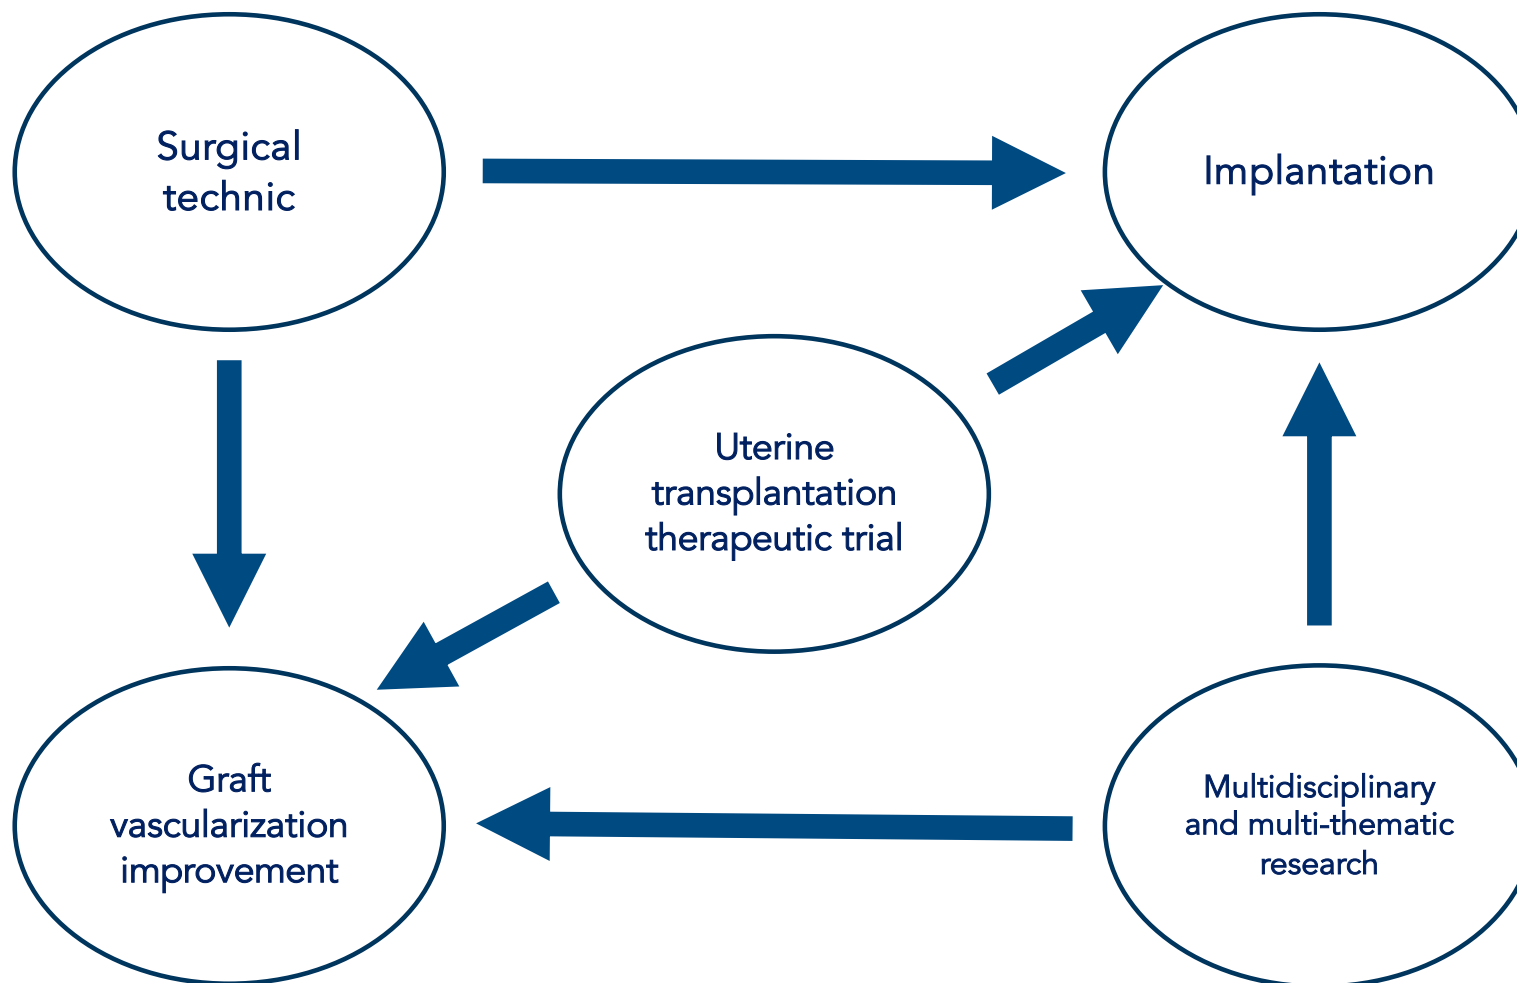 Surgical
technic
Implantation
Uterine
transplantation
therapeutic trial
Graft
vascularization
improvement
Multidisciplinary
and multi-thematic
research